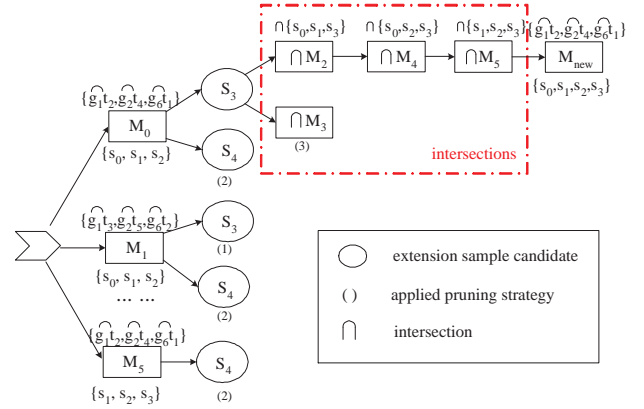 ∩{s₀,s₁,s₃} ∩{s₀,s₂,s₃} ∩{s₁,s₂,s₃} {g₁t₂,g₂t₄,g₆t₁}
∩M₂ ∩M₄ ∩M₅ M_new
{s₀,s₁,s₂,s₃}
{g₁t₂,g₂t₄,g₆t₁}
S₃
M₀
∩M₃
(3)
{s₀, s₁, s₂}
S₄
(2)
intersections
{g₁t₃,g₂t₅,g₆t₂}
S₃
(1)
M₁
{s₀, s₁, s₂}
S₄
(2)
... ...
{g₁t₂,g₂t₄,g₆t₁}
M₅
S₄
(2)
{s₁, s₂, s₃}
extension sample candidate
( ) applied pruning strategy
∩ intersection